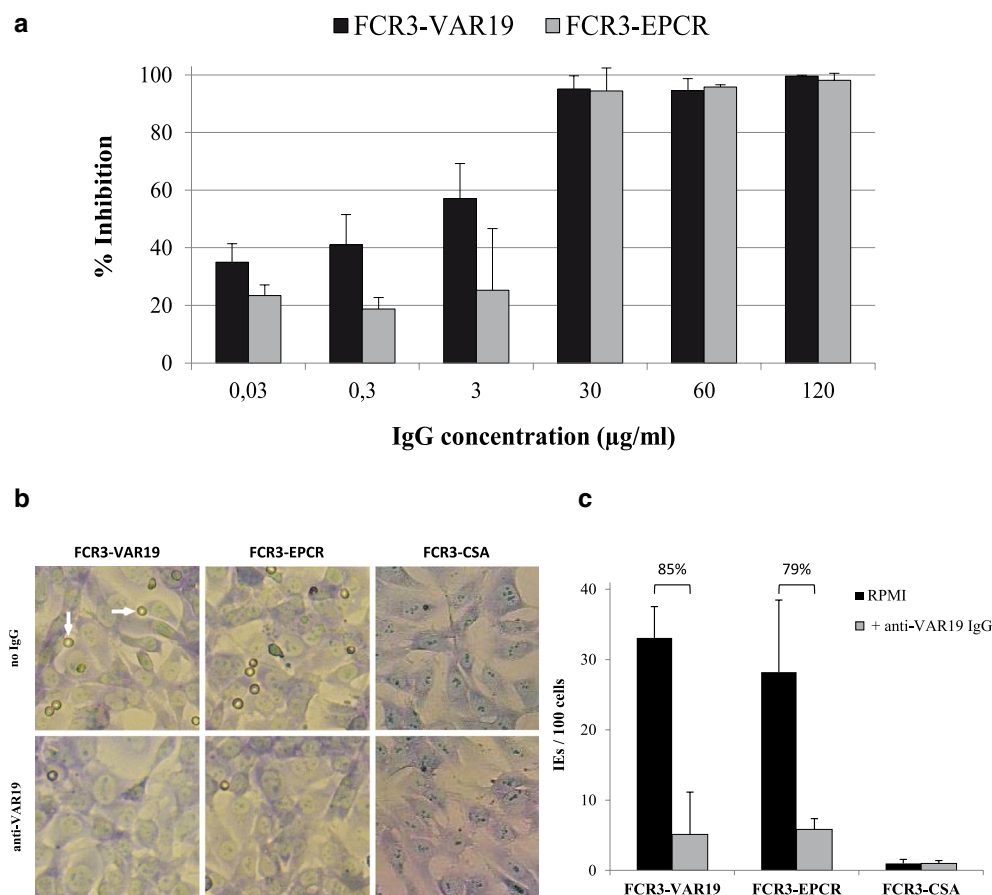 a
FCR3-VAR19 FCR3-EPCR
100
80
60
40
20
0
% Inhibition
0,03 0,3 3 30 60 120
IgG concentration (µg/ml)
b
FCR3-VAR19 FCR3-EPCR FCR3-CSA
no IgG
anti-VAR19
c
85% 79%
RPMI
+ anti-VAR19 IgG
40
30
20
10
0
IEs / 100 cells
FCR3-VAR19 FCR3-EPCR FCR3-CSA